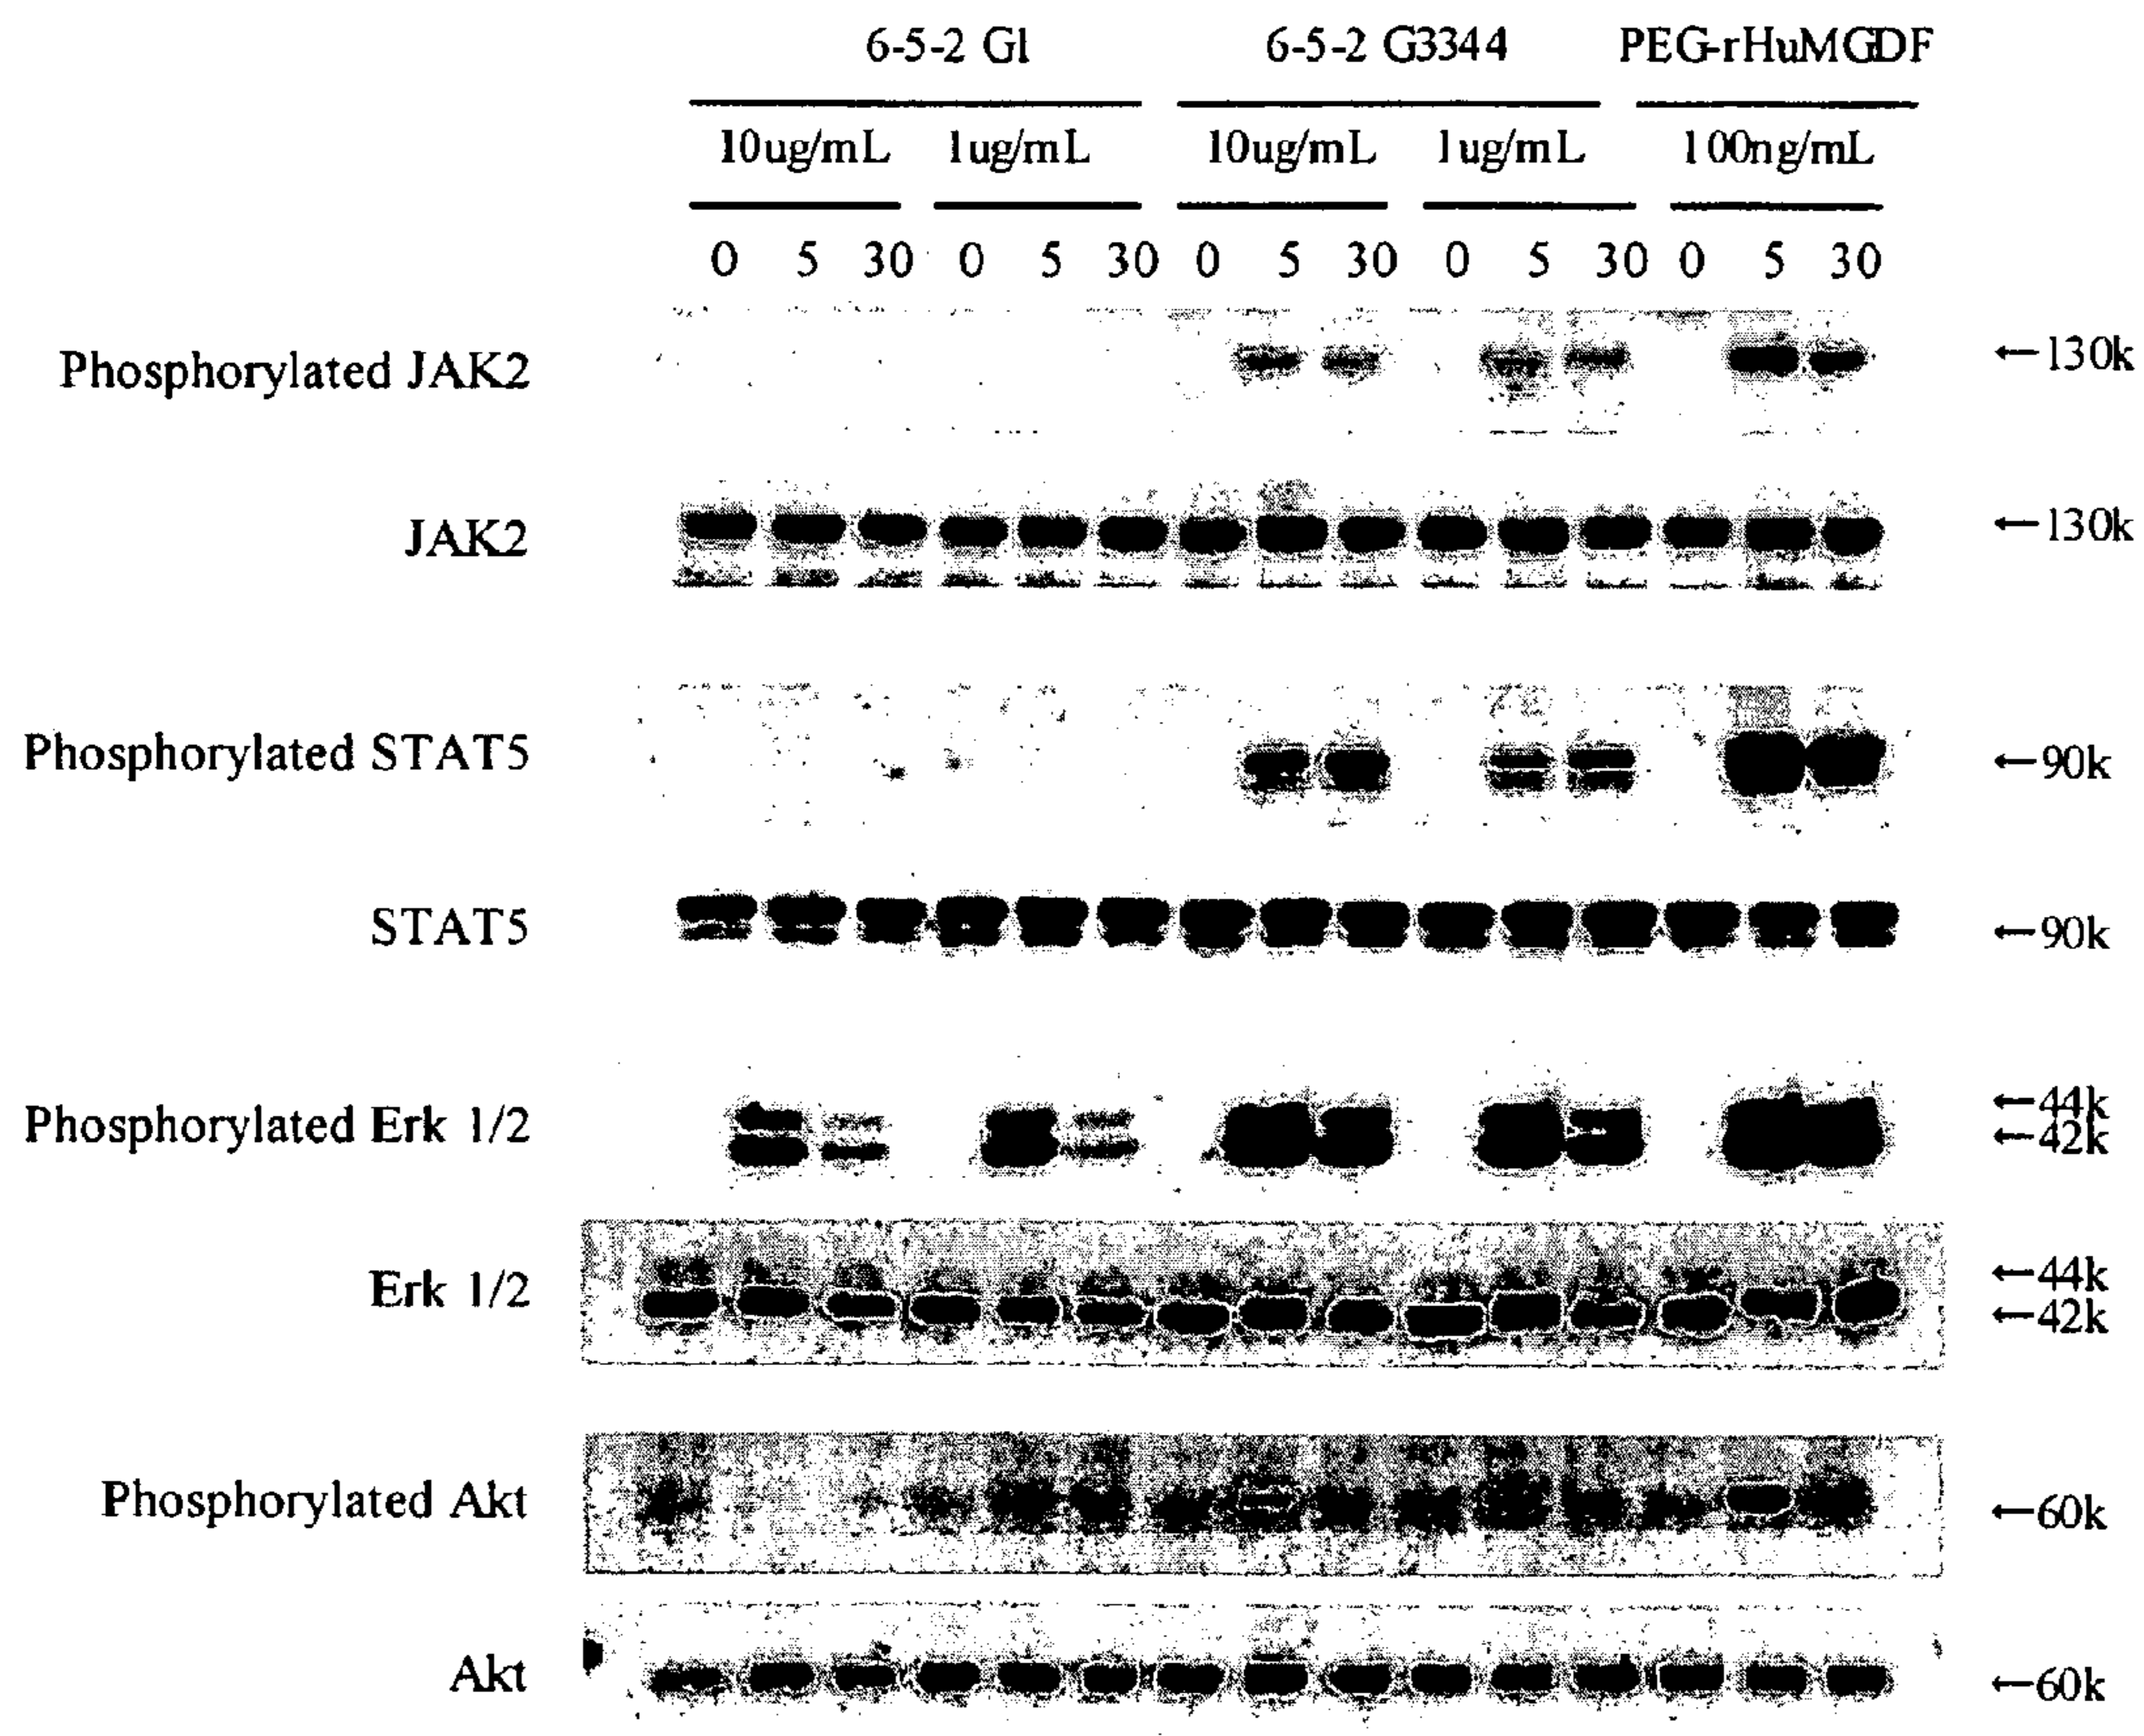 6-5-2 G1 6-5-2 G3344 PEG-rHuMGDF
10ug/mL 1ug/mL 10ug/mL 1ug/mL 100ng/mL
0 5 30 0 5 30 0 5 30 0 5 30 0 5 30
Phosphorylated JAK2 ←130k
JAK2 ←130k
Phosphorylated STAT5 ←90k
STAT5 ←90k
←44k
Phosphorylated Erk 1/2 ←42k
←44k
Erk 1/2 ←42k
Phosphorylated Akt ←60k
Akt ←60k